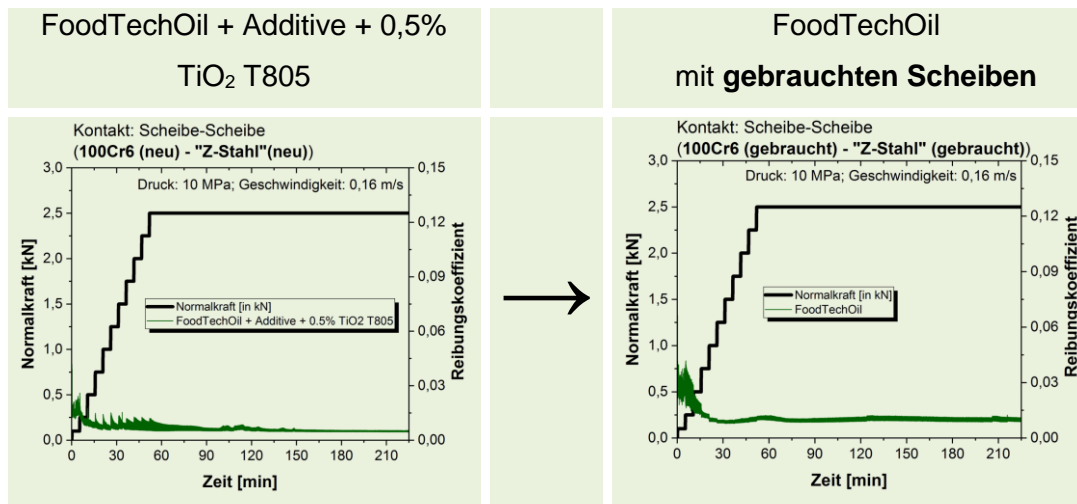 FoodTechOil + Additive + 0,5%
TiO₂ T805
FoodTechOil
mit gebrauchten Scheiben
Kontakt: Scheibe-Scheibe
(100Cr6 (neu) - "Z-Stahl"(neu))
Druck: 10 MPa; Geschwindigkeit: 0,16 m/s
3,0
2,5
2,0
1,5
1,0
0,5
0,0
Normalkraft [kN]
0,15
0,12
0,09
0,06
0,03
0,00
Reibungskoeffizient
Normalkraft [in kN]
FoodTechOil + Additive + 0.5% TiO2 T805
0 30 60 90 120 150 180 210
Zeit [min]
Kontakt: Scheibe-Scheibe
(100Cr6 (gebraucht) - "Z-Stahl" (gebraucht))
Druck: 10 MPa; Geschwindigkeit: 0,16 m/s
3,0
2,5
2,0
1,5
1,0
0,5
0,0
Normalkraft [kN]
0,15
0,12
0,09
0,06
0,03
0,00
Reibungskoeffizient
Normalkraft [in kN]
FoodTechOil
0 30 60 90 120 150 180 210
Zeit [min]